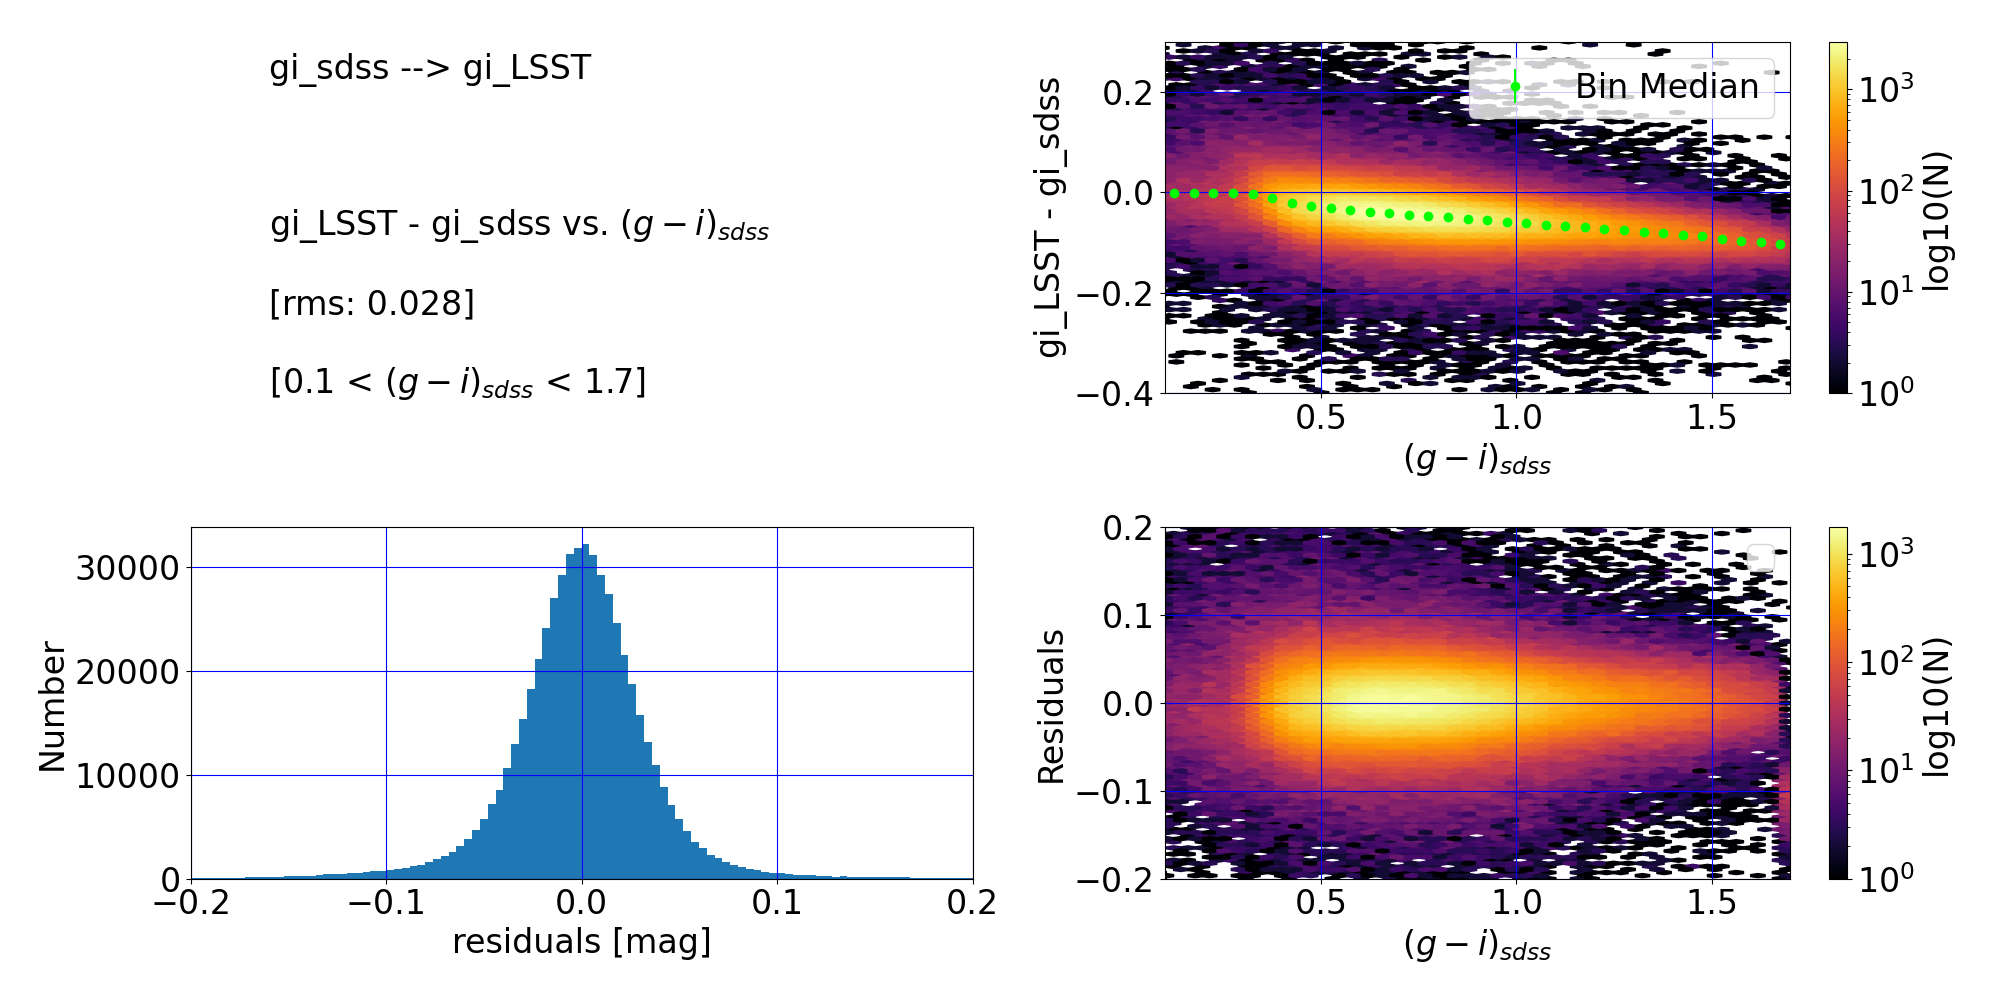 gi_sdss --> gi_LSST
gi_LSST - gi_sdss vs. (g − i)sdss
[rms: 0.028]
[0.1 < (g − i)sdss < 1.7]
gi_LSST - gi_sdss
0.2
0.0
−0.2
−0.4
0.5 1.0 1.5
(g − i)sdss
Bin Median
10³
10²
10¹
10⁰
log10(N)
Number
30000
20000
10000
0
−0.2 −0.1 0.0 0.1 0.2
residuals [mag]
Residuals
0.2
0.1
0.0
−0.1
−0.2
0.5 1.0 1.5
(g − i)sdss
10³
10²
10¹
10⁰
log10(N)